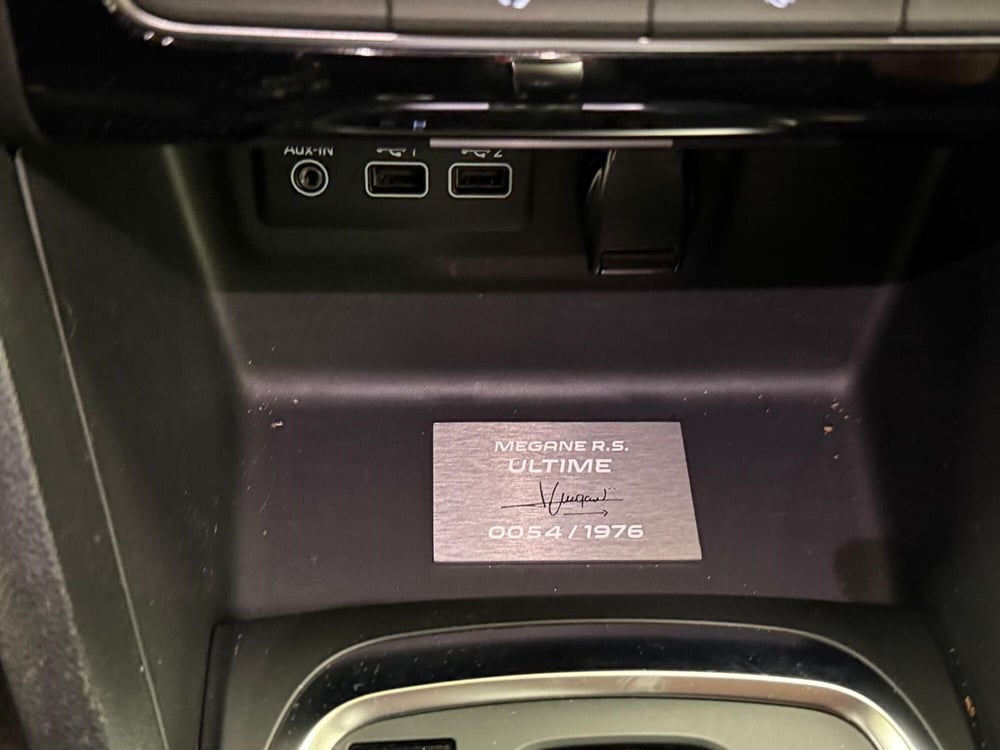 AUX-IN 1 2
MEGANE R.S.
ULTIME
0054/1976